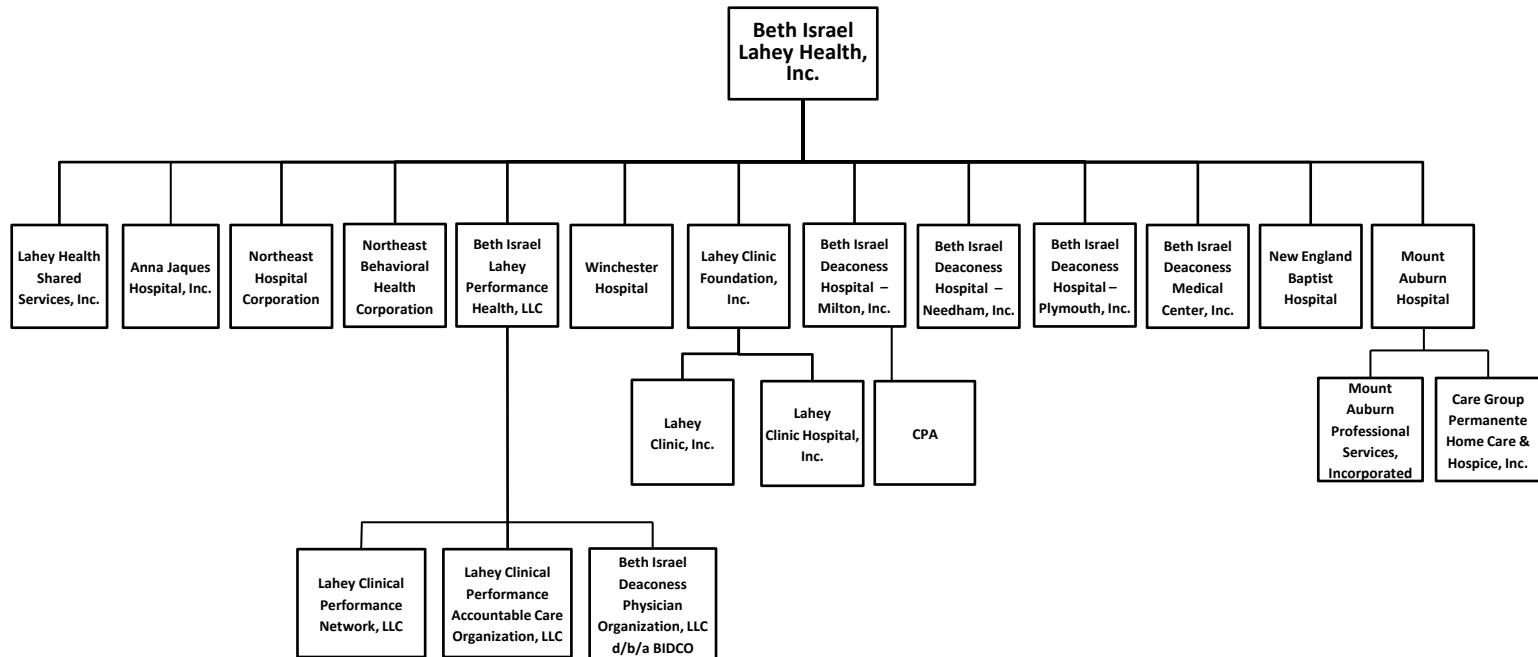 Beth Israel
Lahey Health,
Inc.
Lahey Health
Shared
Services, Inc.
Anna Jaques
Hospital, Inc.
Northeast
Hospital
Corporation
Northeast
Behavioral
Health
Corporation
Beth Israel
Lahey
Performance
Health, LLC
Winchester
Hospital
Lahey Clinic
Foundation,
Inc.
Beth Israel
Deaconess
Hospital –
Milton, Inc.
Beth Israel
Deaconess
Hospital –
Needham, Inc.
Beth Israel
Deaconess
Hospital –
Plymouth, Inc.
Beth Israel
Deaconess
Medical
Center, Inc.
New England
Baptist
Hospital
Mount
Auburn
Hospital
Lahey
Clinic, Inc.
Lahey
Clinic Hospital,
Inc.
CPA
Mount
Auburn
Professional
Services,
Incorporated
Care Group
Permanente
Home Care &
Hospice, Inc.
Lahey Clinical
Performance
Network, LLC
Lahey Clinical
Performance
Accountable Care
Organization, LLC
Beth Israel
Deaconess
Physician
Organization, LLC
d/b/a BIDCO